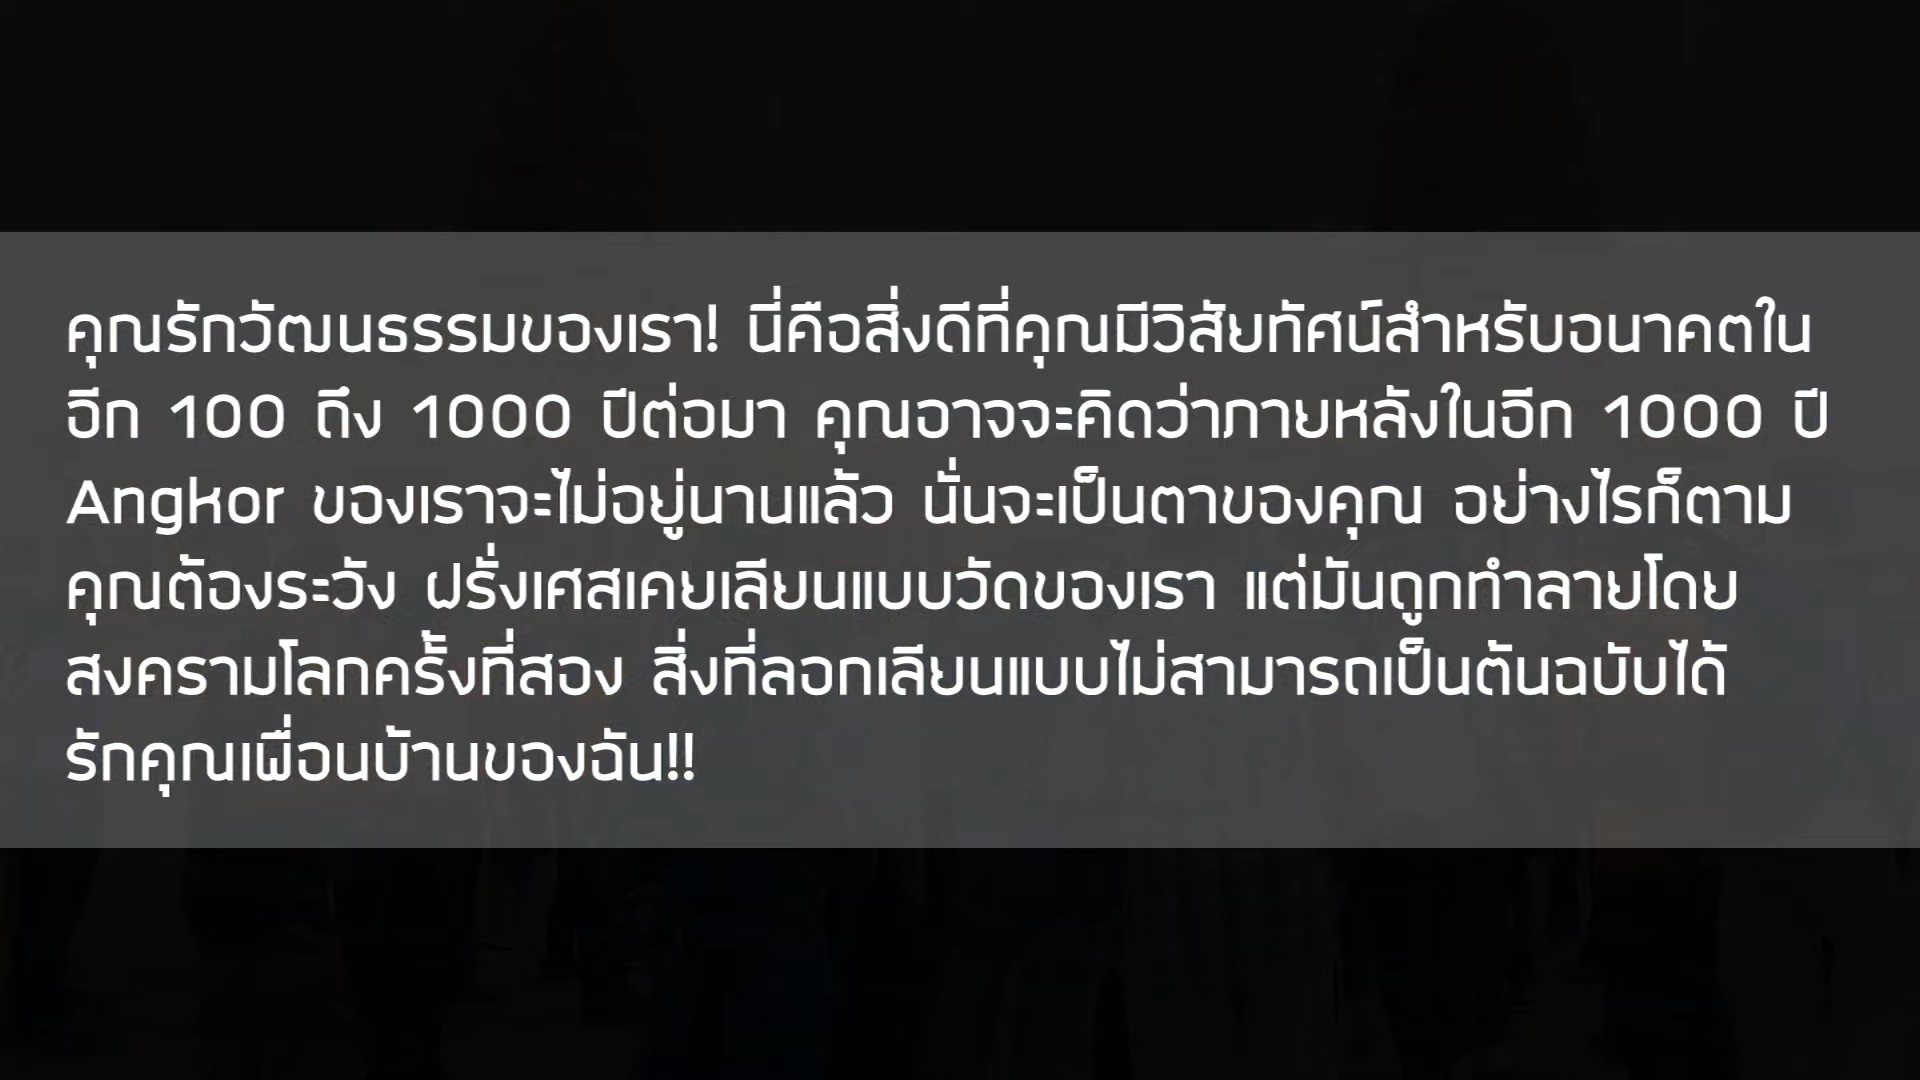 คุณรักวัฒนธรรมของเรา! นี่คือสิ่งดีที่คุณมีวิสัยทัศน์สำหรับอนาคตใน
อีก 100 ถึง 1000 ปีต่อมา คุณอาจจะคิดว่าภายหลังในอีก 1000 ปี
Angkor ของเราจะไม่อยู่นานแล้ว นั่นจะเป็นตาของคุณ อย่างไรก็ตาม
คุณต้องระวัง ฝรั่งเศสเคยเลียนแบบวัดของเรา แต่มันถูกทำลายโดย
สงครามโลกครั้งที่สอง สิ่งที่ลอกเลียนแบบไม่สามารถเป็นต้นฉบับได้
รักคุณเพื่อนบ้านของฉัน!!